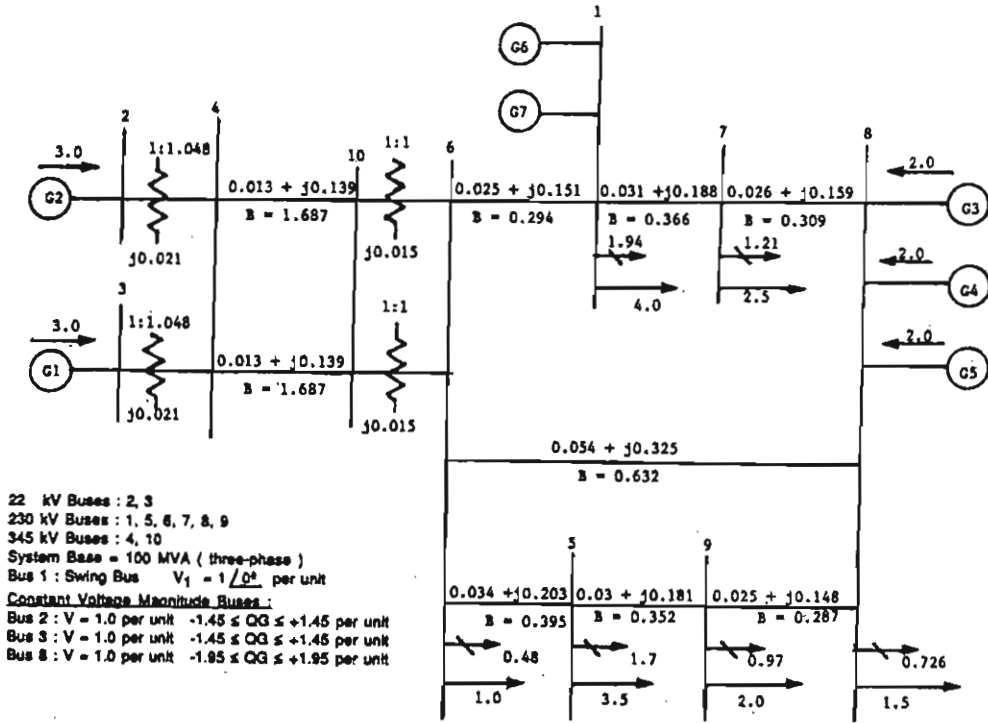 1
G6
G7
2
4
10
1:1
6
7
8
3.0
1:1.048
0.013 + j0.139
0.025 + j0.151
0.031 +j0.188
0.026 + j0.159
2.0
G2
B = 1.687
B = 0.294
B = 0.366
B = 0.309
G3
j0.021
j0.015
1.94
1.21
2.0
4.0
2.5
G4
3
3.0
1:1.048
1:1
2.0
G1
0.013 + j0.139
G5
B = 1.687
j0.021
j0.015
0.054 + j0.325
B = 0.632
22 kV Buses : 2, 3
230 kV Buses : 1, 5, 6, 7, 8, 9
345 kV Buses : 4, 10
System Base = 100 MVA ( three-phase )
Bus 1 : Swing Bus V1 = 1 /0° per unit
Constant Voltage Magnitude Buses :
Bus 2 : V = 1.0 per unit -1.45 ≤ QG ≤ +1.45 per unit
Bus 3 : V = 1.0 per unit -1.45 ≤ QG ≤ +1.45 per unit
Bus 8 : V = 1.0 per unit -1.95 ≤ QG ≤ +1.95 per unit
5
9
0.034 +j0.203
0.03 + j0.181
0.025 + j0.148
B = 0.395
B = 0.352
B = 0.287
0.48
1.7
0.97
0.726
1.0
3.5
2.0
1.5